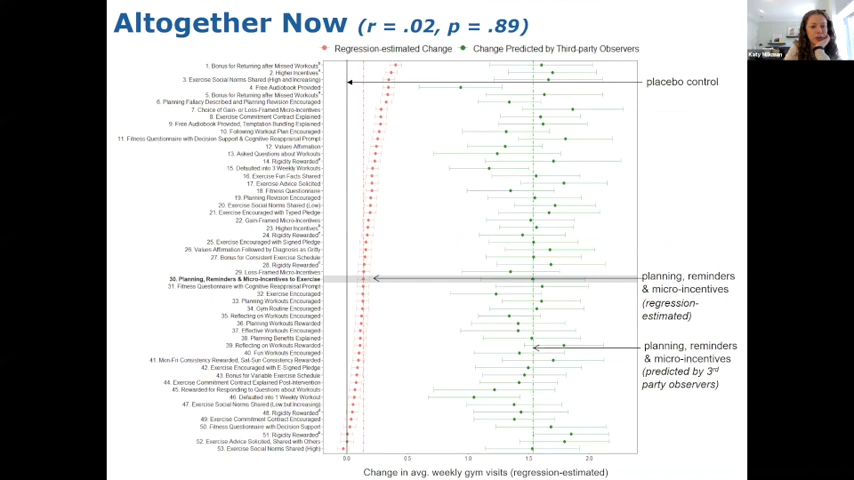 Altogether Now (r = .02, p = .89)
Regression-estimated Change
Change Predicted by Third-party Observers
Katy Milkman
1. Bonus for Returning after Missed Workouts
2. Higher Incentives
3. Exercise Social Norms Shared (High and Increasing)
4. Free Audiobook Provided
5. Bonus for Returning after Missed Workouts
6. Planning Fallacy Described and Planning Revision Encouraged
7. Choice of Gain- or Loss-Framed Micro-Incentives
8. Exercise Commitment Contract Explained
9. Free Audiobook Provided, Temptation Bundling Explained
10. Following Workout Plan Encouraged
11. Fitness Questionnaire with Decision Support & Cognitive Reappraisal Prompt
12. Values Affirmation
13. Asked Questions about Workouts
14. Rigidity Rewarded
15. Defaulted into 3 Weekly Workouts
16. Exercise Fun Facts Shared
17. Exercise Advice Solicited
18. Fitness Questionnaire
19. Planning Revision Encouraged
20. Exercise Social Norms Shared (Low)
21. Exercise Encouraged with Typed Pledge
22. Gain-Framed Micro-Incentives
23. Higher Incentives
24. Rigidity Rewarded
25. Exercise Encouraged with Signed Pledge
26. Values Affirmation Followed by Diagnosis as Gritty
27. Bonus for Consistent Exercise Schedule
28. Rigidity Rewarded
29. Loss-Framed Micro-Incentives
30. Planning, Reminders & Micro-Incentives to Exercise
31. Fitness Questionnaire with Cognitive Reappraisal Prompt
32. Exercise Encouraged
33. Planning Workouts Encouraged
34. Gym Routine Encouraged
35. Reflecting on Workouts Encouraged
36. Planning Workouts Rewarded
37. Effective Workouts Encouraged
38. Planning Benefits Explained
39. Reflecting on Workouts Rewarded
40. Fun Workouts Encouraged
41. Mon-Fri Consistency Rewarded, Sat-Sun Consistency Rewarded
42. Exercise Encouraged with E-Signed Pledge
43. Bonus for Variable Exercise Schedule
44. Exercise Commitment Contract Explained Post-Intervention
45. Rewarded for Responding to Questions about Workouts
46. Defaulted into 1 Weekly Workout
47. Exercise Social Norms Shared (Low but Increasing)
48. Rigidity Rewarded
49. Exercise Commitment Contract Encouraged
50. Fitness Questionnaire with Decision Support
51. Rigidity Rewarded
52. Exercise Advice Solicited, Shared with Others
53. Exercise Social Norms Shared (High)
placebo control
planning, reminders
& micro-incentives
(regression-
estimated)
planning, reminders
& micro-incentives
(predicted by 3rd
party observers)
0.0 0.5 1.0 1.5 2.0
Change in avg. weekly gym visits (regression-estimated)